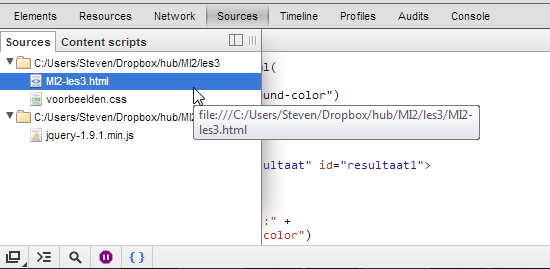 Elements Resources Network Sources Timeline Profiles Audits Console
Sources Content scripts
C:/Users/Steven/Dropbox/hub/MI2/les3
MI2-les3.html
voorbeelden.css
C:/Users/Steven/Dropbox/hub/MI2
jquery-1.9.1.min.js
l(
und-color")
file:///C:/Users/Steven/Dropbox/hub/MI2/les3/MI2-
les3.html
sultaat" id="resultaat1">
:" +
color")
{ }